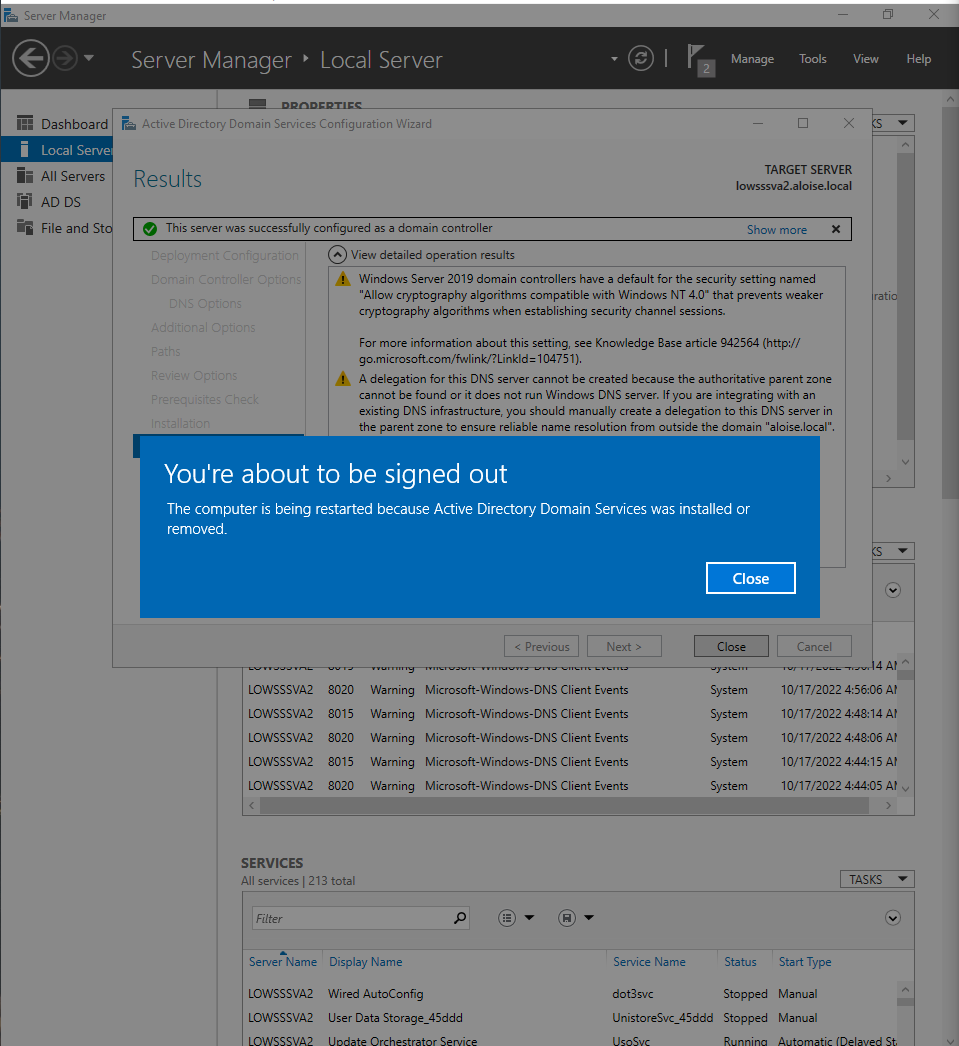 Server Manager
Server Manager ‣ Local Server
2
Manage Tools View Help
PROPERTIES
Dashboard
Local Server
All Servers
AD DS
File and Sto
Active Directory Domain Services Configuration Wizard
Results
TARGET SERVER
lowsssva2.aloise.local
This server was successfully configured as a domain controller
Show more
Deployment Configuration
Domain Controller Options
DNS Options
Additional Options
Paths
Review Options
Prerequisites Check
Installation
View detailed operation results
Windows Server 2019 domain controllers have a default for the security setting named
"Allow cryptography algorithms compatible with Windows NT 4.0" that prevents weaker
cryptography algorithms when establishing security channel sessions.
For more information about this setting, see Knowledge Base article 942564 (http://
go.microsoft.com/fwlink/?LinkId=104751).
A delegation for this DNS server cannot be created because the authoritative parent zone
cannot be found or it does not run Windows DNS server. If you are integrating with an
existing DNS infrastructure, you should manually create a delegation to this DNS server in
the parent zone to ensure reliable name resolution from outside the domain "aloise.local".
You're about to be signed out
The computer is being restarted because Active Directory Domain Services was installed or
removed.
Close
< Previous Next > Close Cancel
LOWSSSVA2 8020 Warning Microsoft-Windows-DNS Client Events System 10/17/2022 4:56:06 AM
LOWSSSVA2 8015 Warning Microsoft-Windows-DNS Client Events System 10/17/2022 4:48:14 AM
LOWSSSVA2 8020 Warning Microsoft-Windows-DNS Client Events System 10/17/2022 4:48:06 AM
LOWSSSVA2 8015 Warning Microsoft-Windows-DNS Client Events System 10/17/2022 4:44:15 AM
LOWSSSVA2 8020 Warning Microsoft-Windows-DNS Client Events System 10/17/2022 4:44:05 AM
SERVICES
All services | 213 total
TASKS
Filter
Server Name Display Name Service Name Status Start Type
LOWSSSVA2 Wired AutoConfig dot3svc Stopped Manual
LOWSSSVA2 User Data Storage_45ddd UnistoreSvc_45ddd Stopped Manual
LOWSSSVA2 Update Orchestrator Service UsoSvc Running Automatic (Delayed St